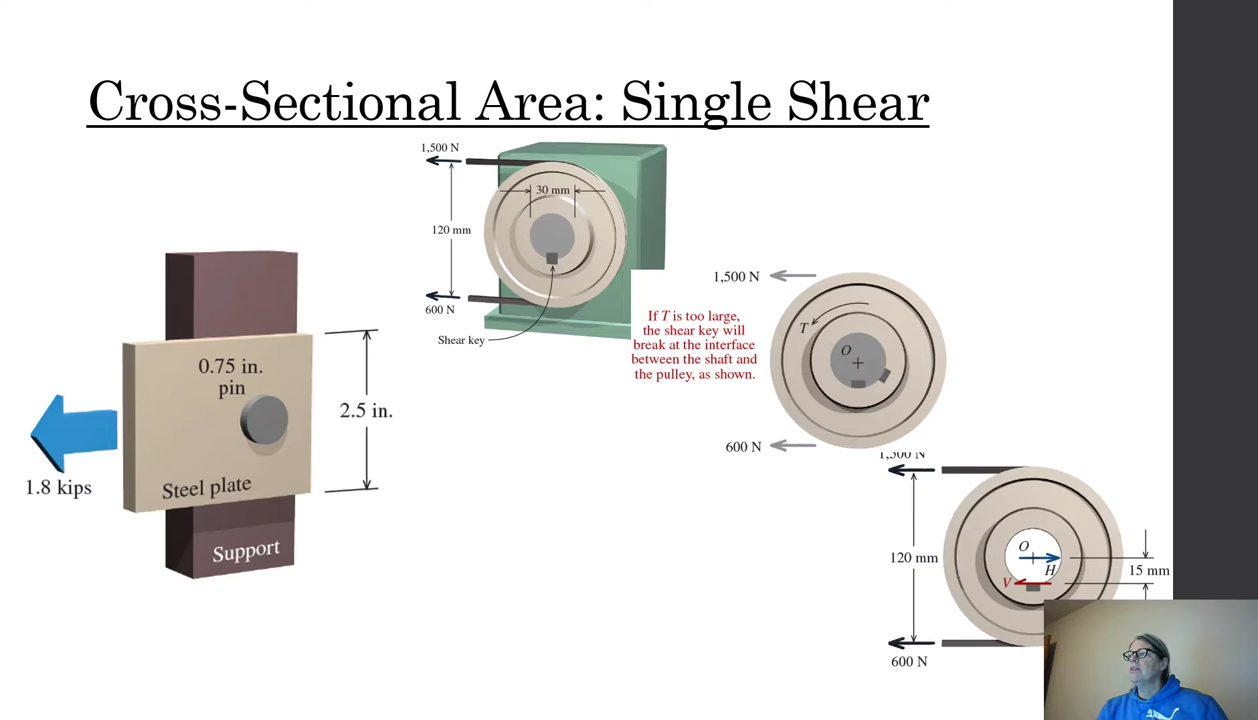 Cross-Sectional Area: Single Shear
1,500 N
30 mm
120 mm
600 N
Shear key
0.75 in.
pin
2.5 in.
1.8 kips
Steel plate
Support
1,500 N
If T is too large,
the shear key will
break at the interface
between the shaft and
the pulley, as shown.
T
O
600 N
1,500 N
O
H
V
120 mm
15 mm
600 N